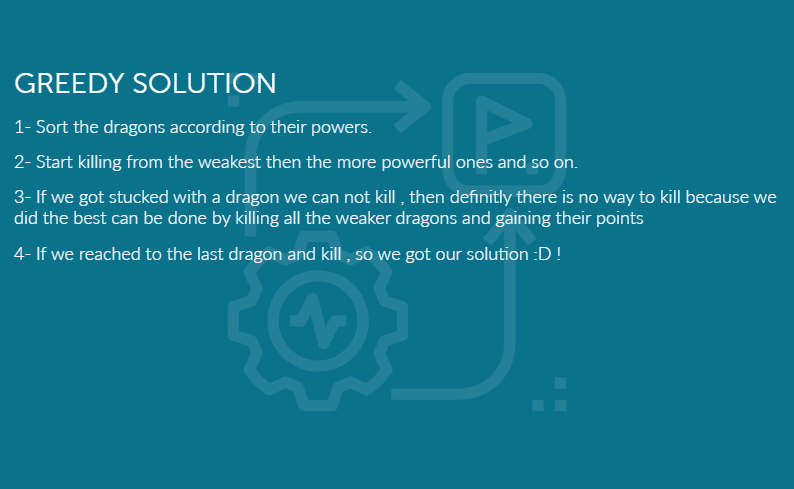 GREEDY SOLUTION
1- Sort the dragons according to their powers.
2- Start killing from the weakest then the more powerful ones and so on.
3- If we got stucked with a dragon we can not kill , then definitly there is no way to kill because we
did the best can be done by killing all the weaker dragons and gaining their points
4- If we reached to the last dragon and kill , so we got our solution :D !